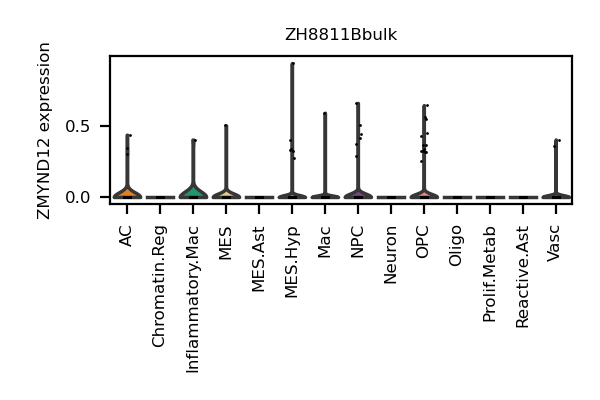 ZH8811Bbulk
ZMYND12 expression
0.5
0.0
AC
Chromatin.Reg
Inflammatory.Mac
MES
MES.Ast
MES.Hyp
Mac
NPC
Neuron
OPC
Oligo
Prolif.Metab
Reactive.Ast
Vasc